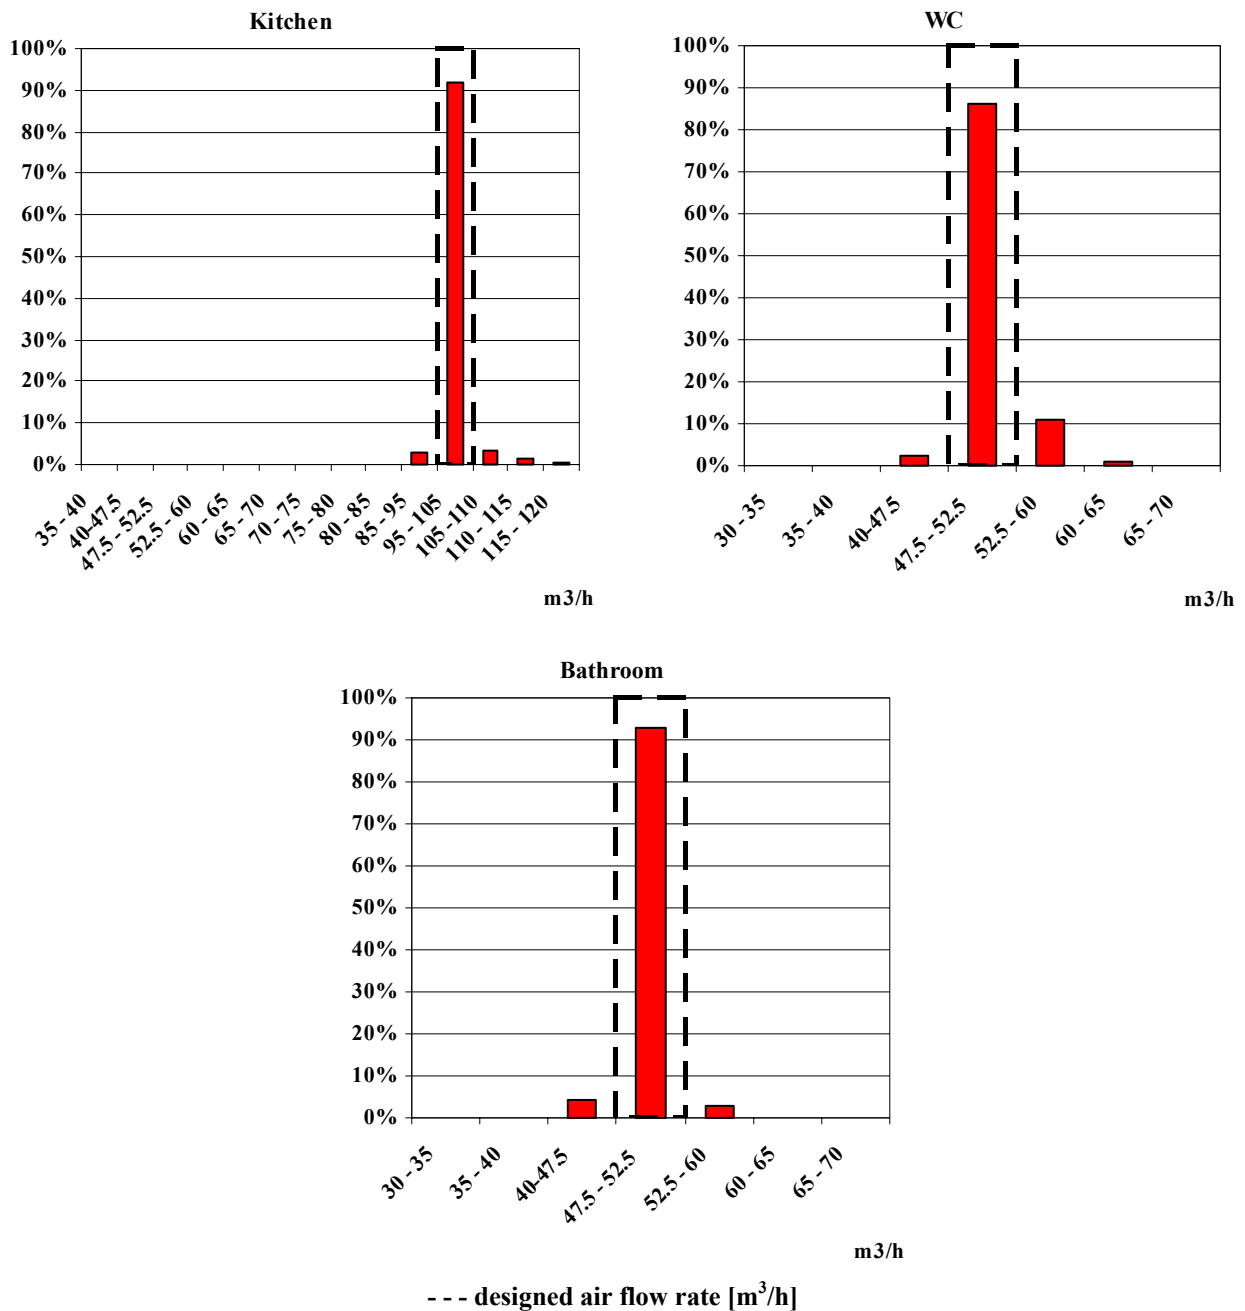 Kitchen
100%
90%
80%
70%
60%
50%
40%
30%
20%
10%
0%
35 - 40
40-47.5
47.5 - 52.5
52.5 - 60
60 - 65
65 - 70
70 - 75
75 - 80
80 - 85
85 - 95
95 - 105
105 -110
110 - 115
115 - 120
m3/h
WC
100%
90%
80%
70%
60%
50%
40%
30%
20%
10%
0%
30 - 35
35 - 40
40-47.5
47.5 - 52.5
52.5 - 60
60 - 65
65 - 70
m3/h
Bathroom
100%
90%
80%
70%
60%
50%
40%
30%
20%
10%
0%
30 - 35
35 - 40
40-47.5
47.5 - 52.5
52.5 - 60
60 - 65
65 - 70
m3/h
- - - designed air flow rate [m³/h]